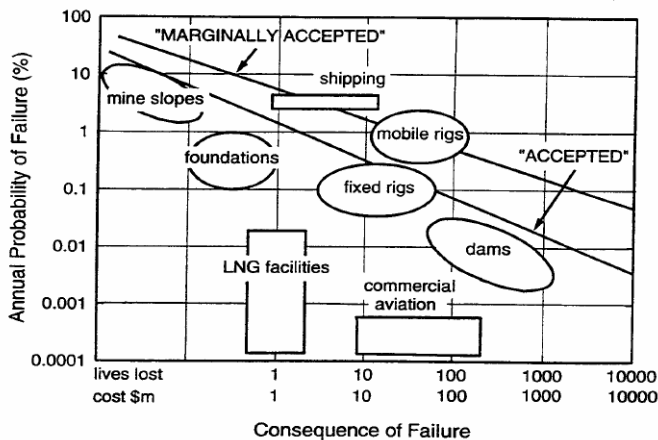 100
"MARGINALLY ACCEPTED"
shipping
10
mine slopes
mobile rigs
1
foundations
"ACCEPTED"
fixed rigs
0.1
0.01
dams
LNG facilities
commercial
aviation
0.001
0.0001
Annual Probability of Failure (%)
lives lost 1 10 100 1000 10000
cost $m 1 10 100 1000 10000
Consequence of Failure